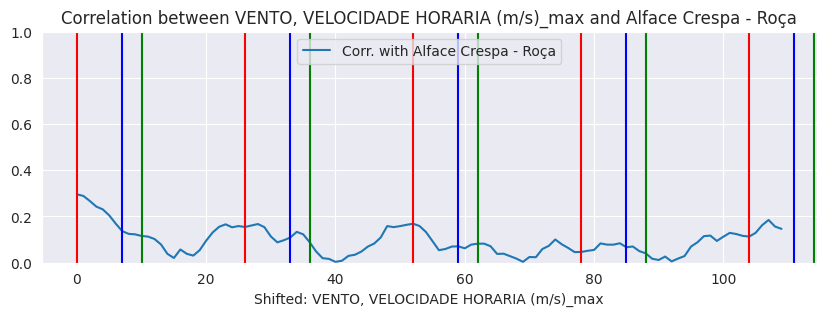 Correlation between VENTO, VELOCIDADE HORARIA (m/s)_max and Alface Crespa - Roça
Corr. with Alface Crespa - Roça
1.0
0.8
0.6
0.4
0.2
0.0
0 20 40 60 80 100
Shifted: VENTO, VELOCIDADE HORARIA (m/s)_max